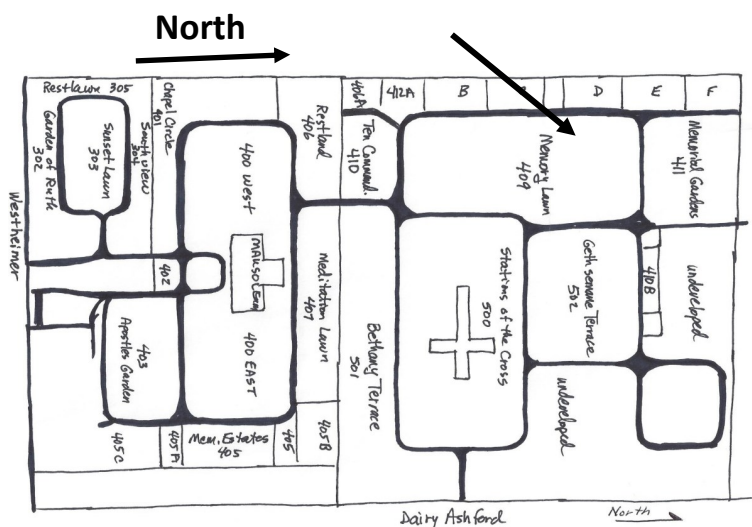 North
Restlawn 305
Sunset Lawn
303
Garden of Ruth
302
South view
304
Chapel Circle
401
400 West
Restland
406
406A
412A
B
D
E
F
Ten Command.
410
Memory Lawn
409
Memorial Gardens
411
Westheimer
402
MAUSOLEUM
Meditation Lawn
407
Stations of the Cross
500
Gethsemane Terrace
502
410B
undeveloped
403
Apostles Garden
400 EAST
Bethany Terrace
501
undeveloped
405C
405A
Mem. Estates
405
405
405B
Dairy Ashford
North